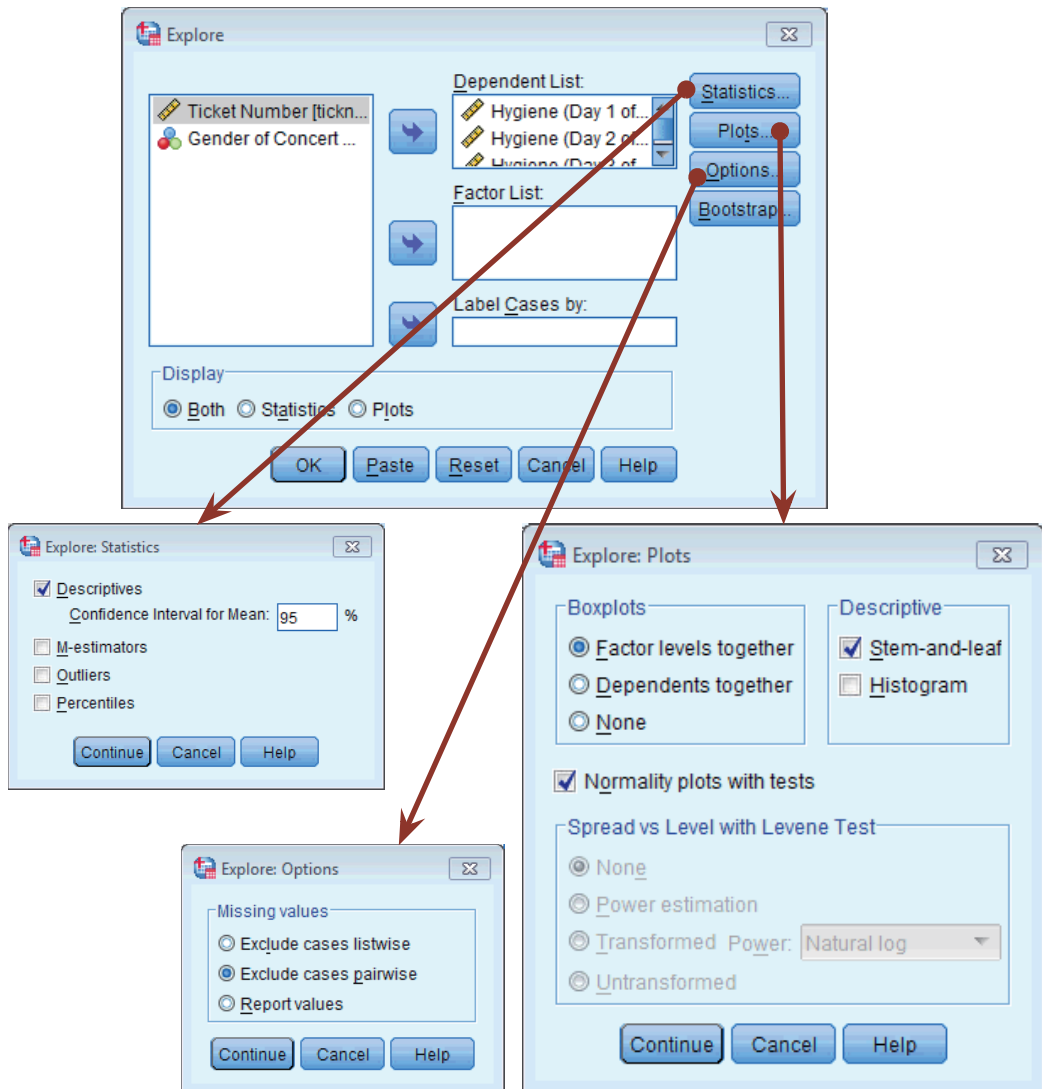 Explore
Dependent List:
Ticket Number [tickn...
Gender of Concert ...
Hygiene (Day 1 of...
Hygiene (Day 2 of...
Hygiene (Day 3 of
Statistics...
Plots...
Options...
Bootstrap...
Factor List:
Label Cases by:
Display
Both Statistics Plots
OK Paste Reset Cancel Help
Explore: Statistics
Descriptives
Confidence Interval for Mean: 95 %
M-estimators
Outliers
Percentiles
Continue Cancel Help
Explore: Plots
Boxplots
Factor levels together
Dependents together
None
Descriptive
Stem-and-leaf
Histogram
Normality plots with tests
Spread vs Level with Levene Test
None
Power estimation
Transformed Power: Natural log
Untransformed
Continue Cancel Help
Explore: Options
Missing values
Exclude cases listwise
Exclude cases pairwise
Report values
Continue Cancel Help